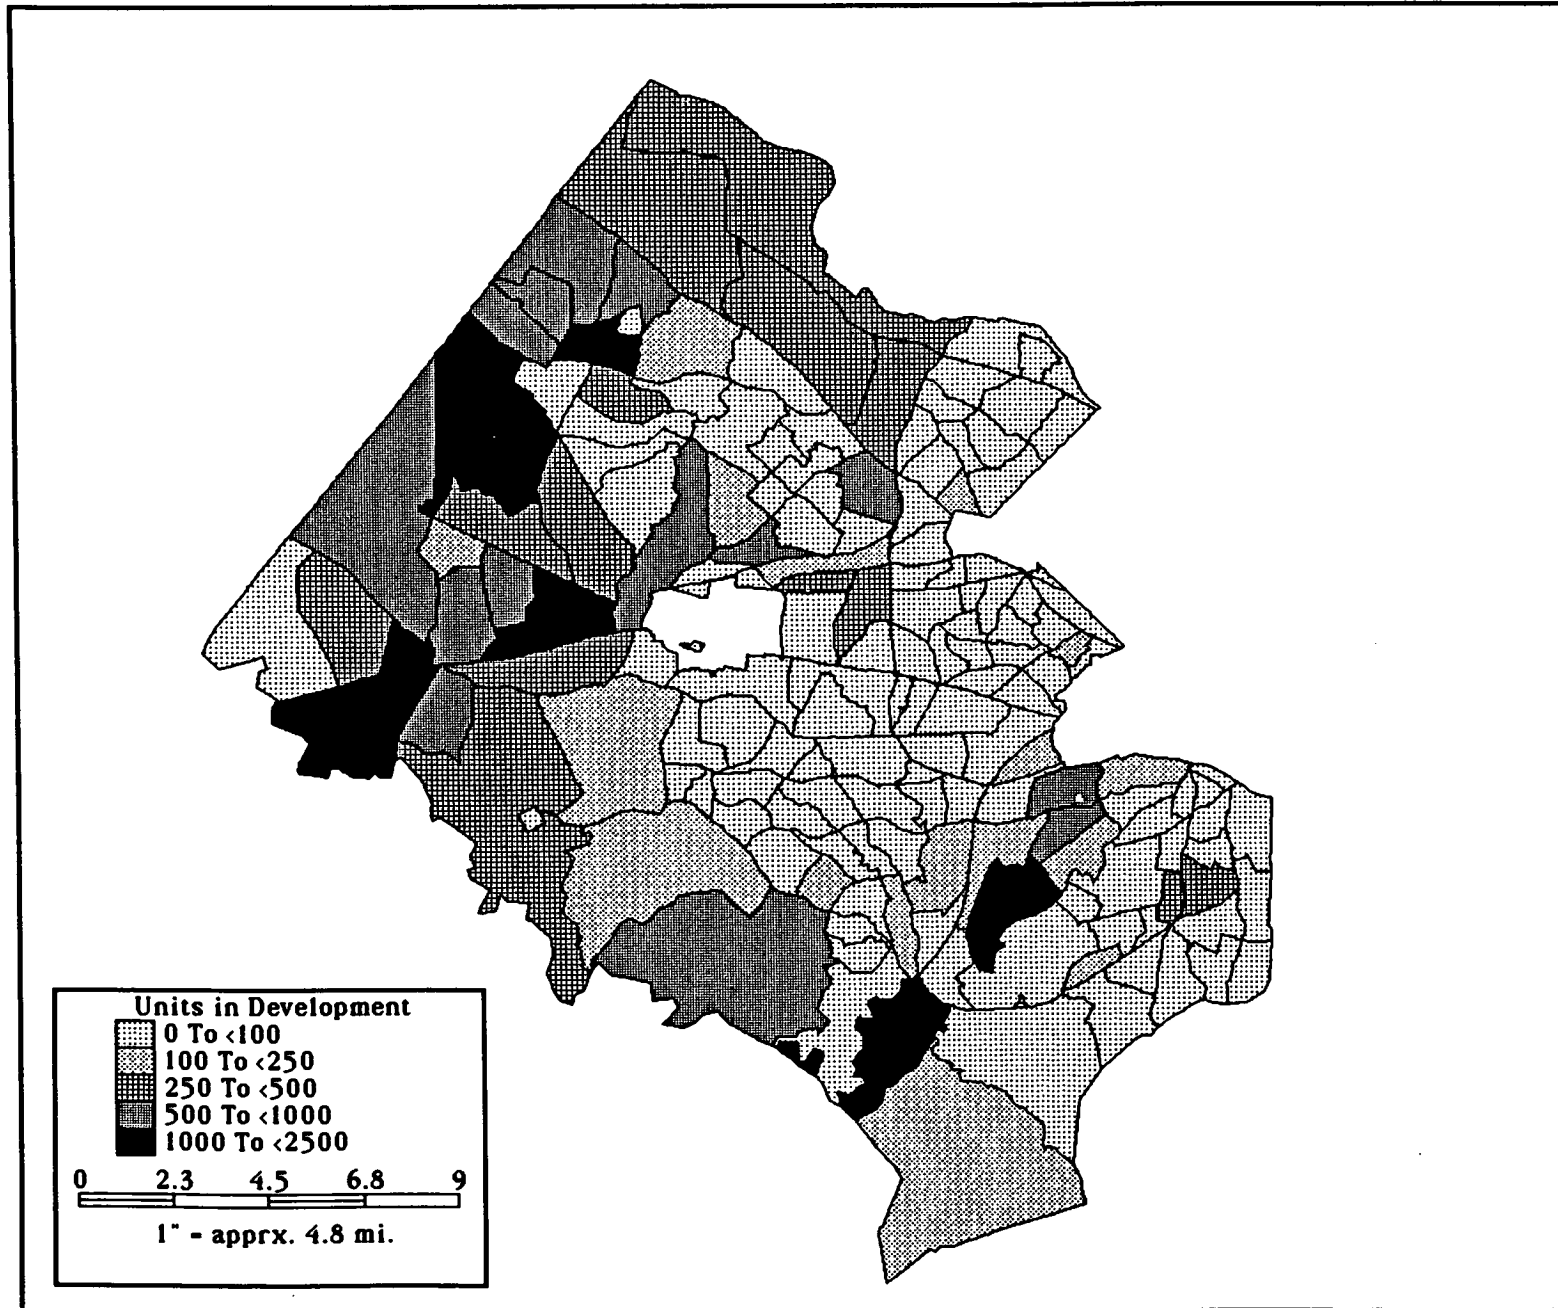 Units in Development
0 To <100
100 To <250
250 To <500
500 To <1000
1000 To <2500
0 2.3 4.5 6.8 9
1" - apprx. 4.8 mi.